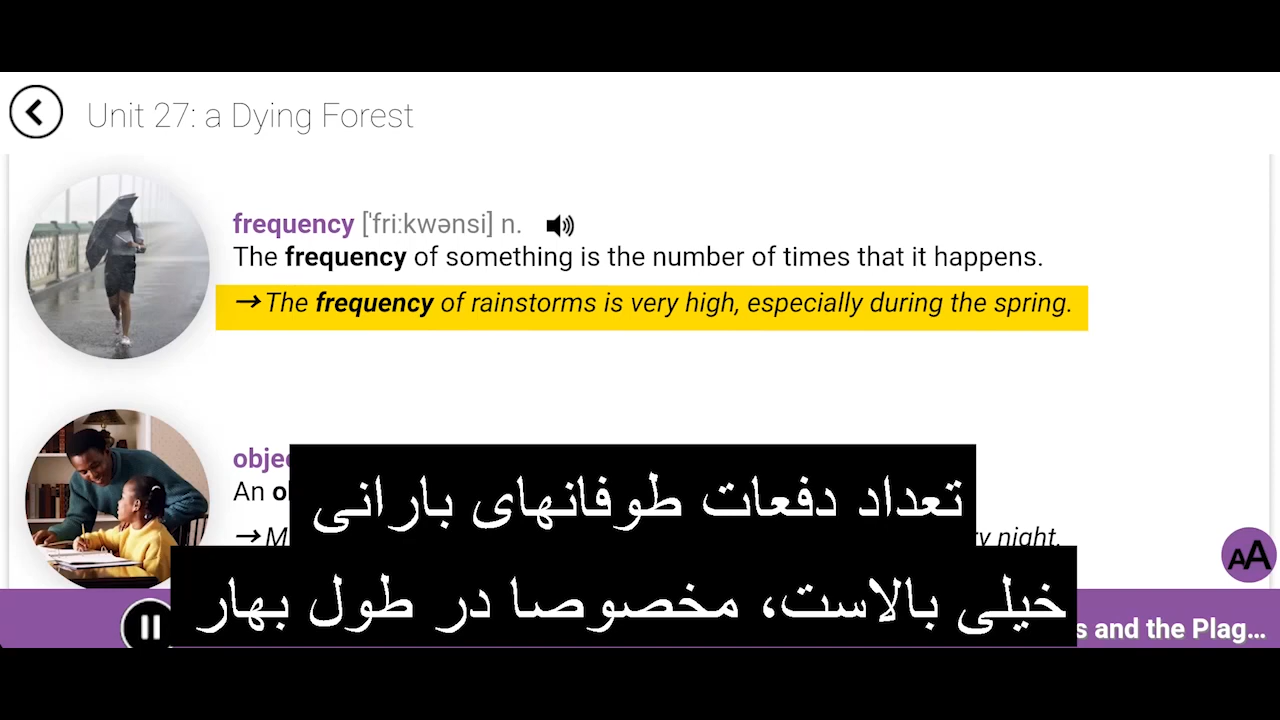 Unit 27: a Dying Forest
frequency ['fri:kwənsi] n.
The frequency of something is the number of times that it happens.
→ The frequency of rainstorms is very high, especially during the spring.
An
night.
تعداد دفعات طوفانهای بارانی
خیلی بالاست، مخصوصا در طول بهار
and the Plag...
AA